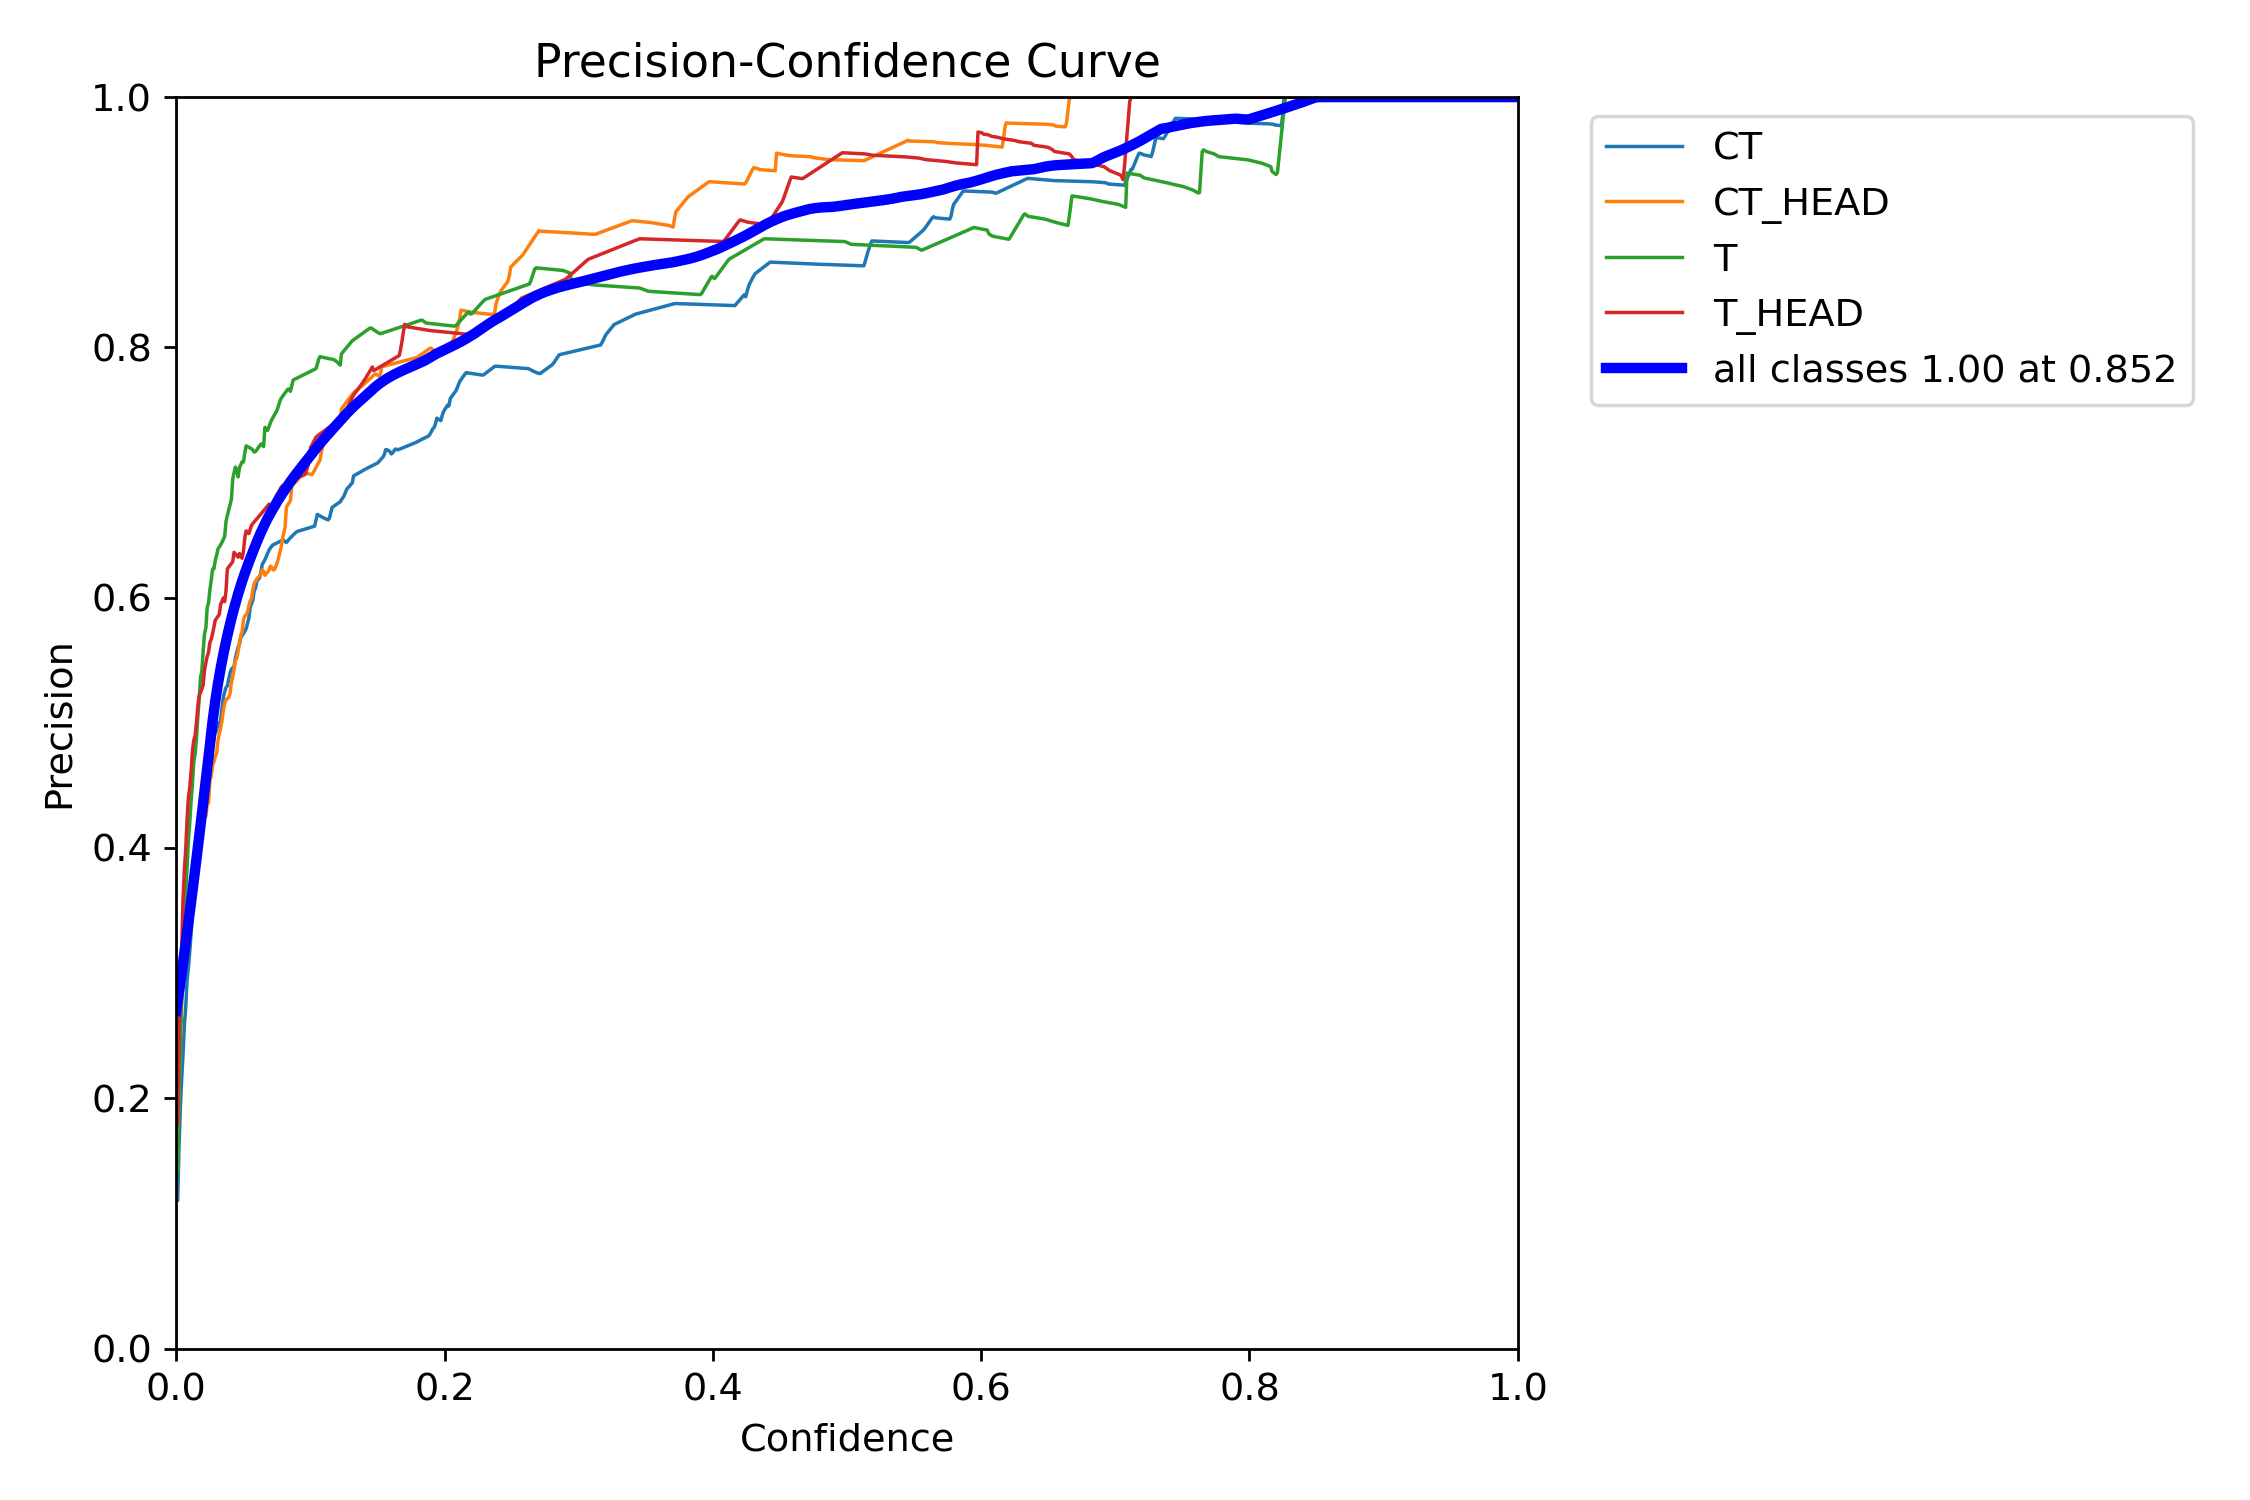 Precision-Confidence Curve
1.0
0.8
0.6
0.4
0.2
0.0
Precision
0.0 0.2 0.4 0.6 0.8 1.0
Confidence
CT
CT_HEAD
T
T_HEAD
all classes 1.00 at 0.852